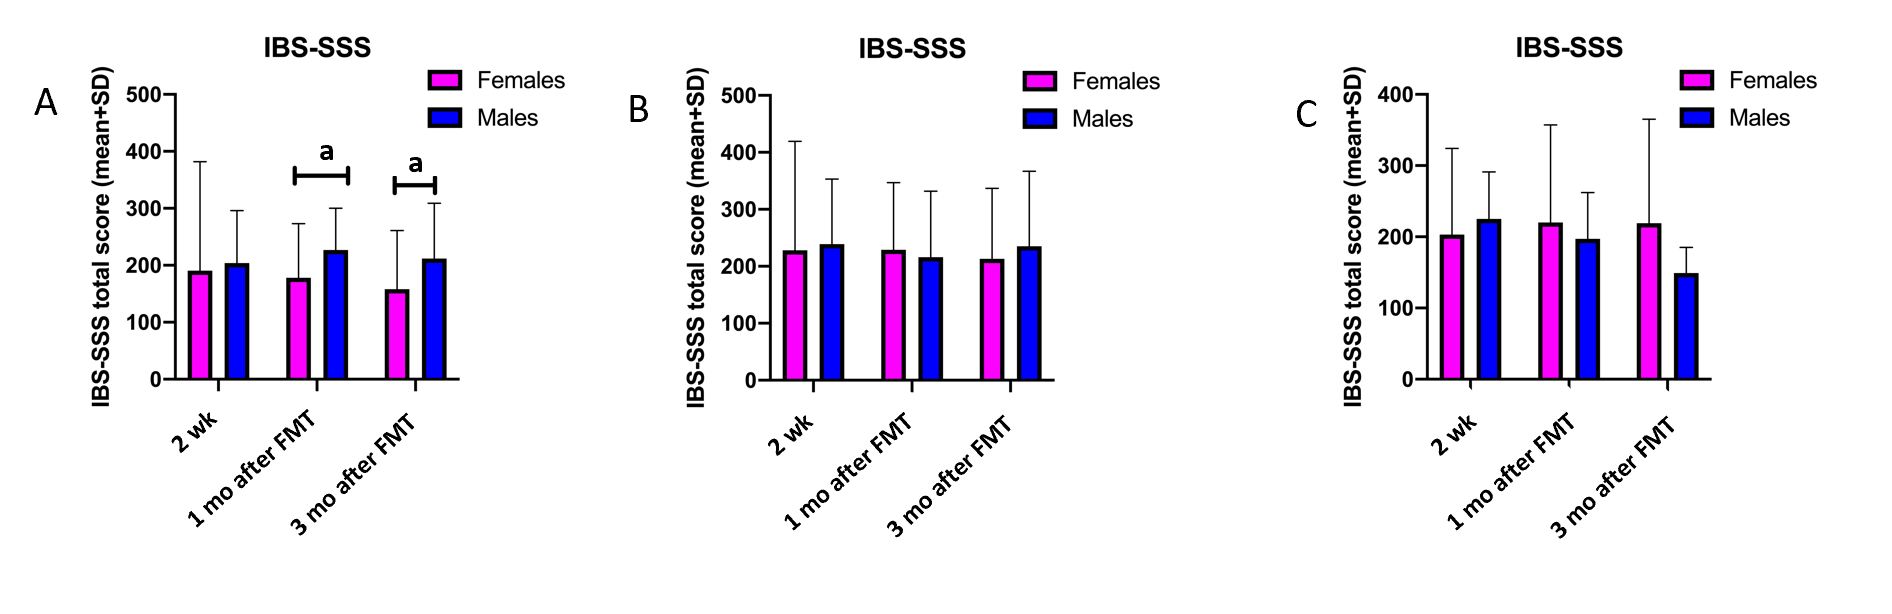 A
IBS-SSS
Females
Males
IBS-SSS total score (mean+SD)
500
400
300
200
100
0
a
a
2 wk
1 mo after FMT
3 mo after FMT
B
IBS-SSS
Females
Males
IBS-SSS total score (mean+SD)
500
400
300
200
100
0
2 wk
1 mo after FMT
3 mo after FMT
C
IBS-SSS
Females
Males
IBS-SSS total score (mean+SD)
400
300
200
100
0
2 wk
1 mo after FMT
3 mo after FMT